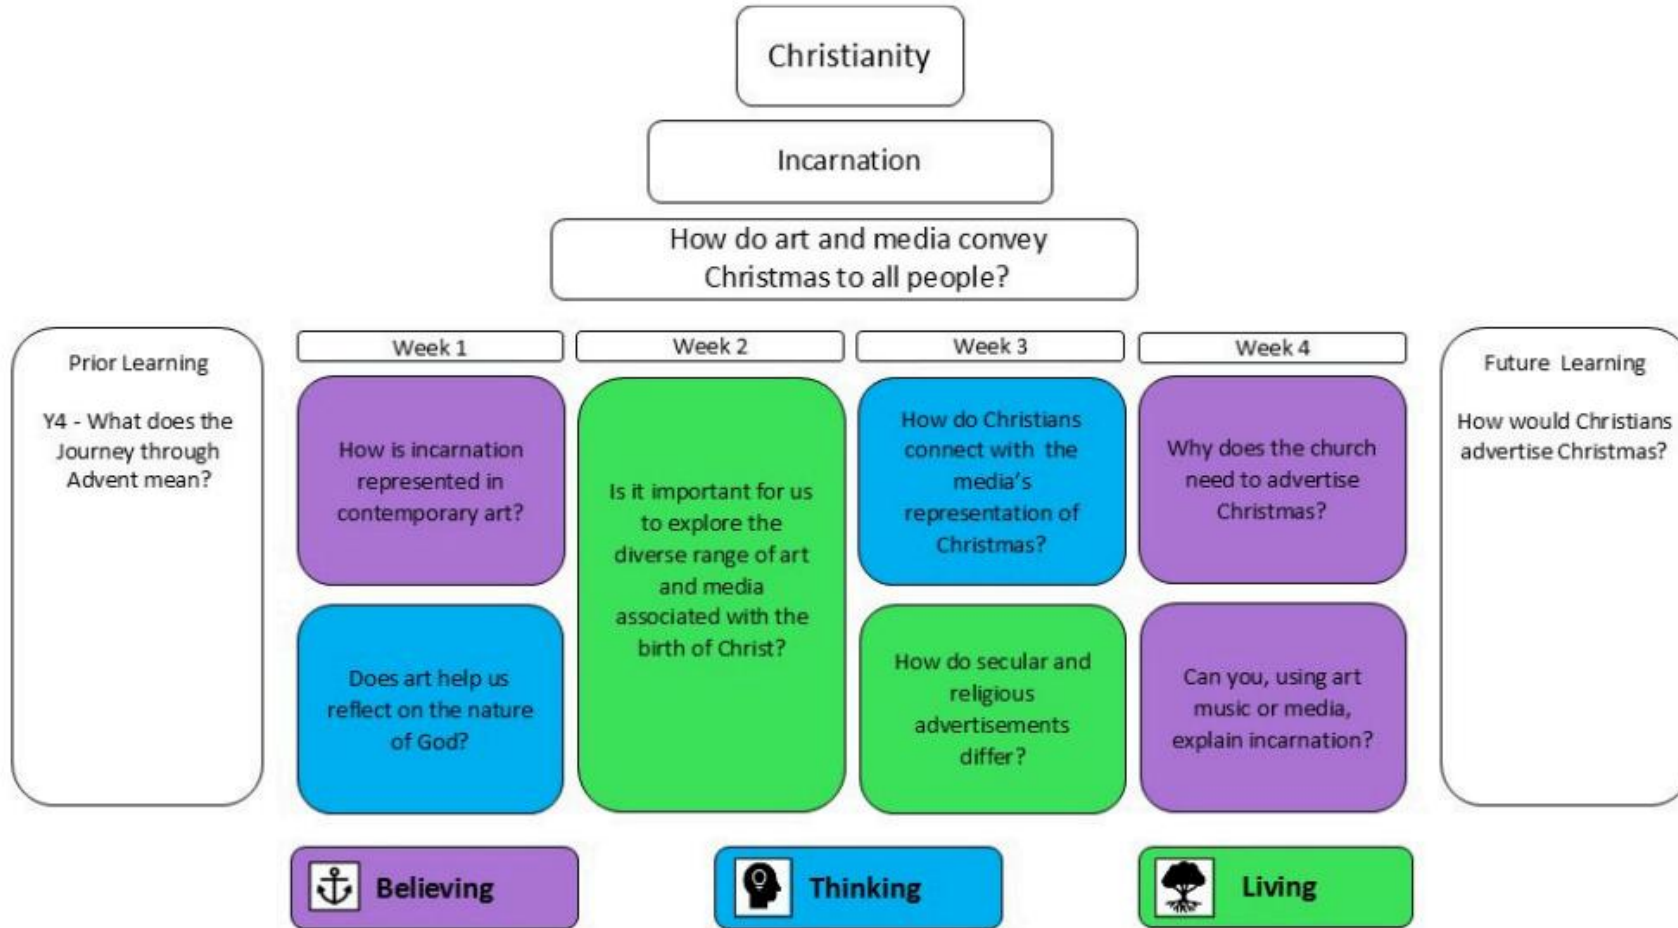 Christianity
Incarnation
How do art and media convey
Christmas to all people?
Prior Learning
Y4 - What does the
Journey through
Advent mean?
Week 1
How is incarnation
represented in
contemporary art?
Does art help us
reflect on the nature
of God?
Week 2
Is it important for us
to explore the
diverse range of art
and media
associated with the
birth of Christ?
Week 3
How do Christians
connect with the
media's
representation of
Christmas?
How do secular and
religious
advertisements
differ?
Week 4
Why does the church
need to advertise
Christmas?
Can you, using art
music or media,
explain incarnation?
Future Learning
How would Christians
advertise Christmas?
Believing
Thinking
Living